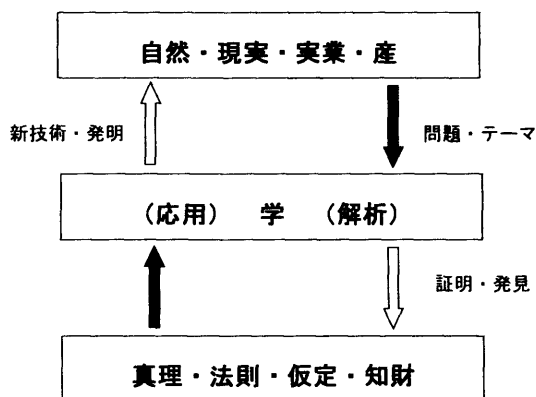 自然・現実・実業・産
新技術・発明
問題・テーマ
（応用） 学 （解析）
証明・発見
真理・法則・仮定・知財